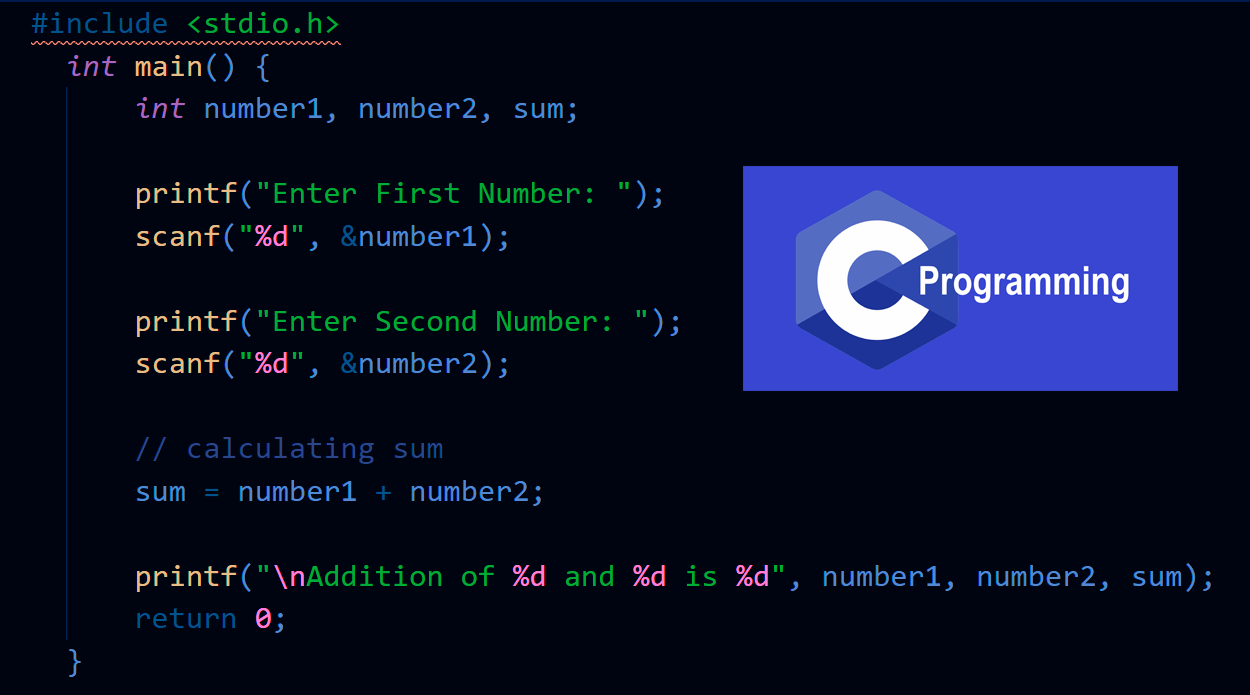 #include <stdio.h>
int main() {
int number1, number2, sum;
printf("Enter First Number: ");
scanf("%d", &number1);
printf("Enter Second Number: ");
scanf("%d", &number2);
// calculating sum
sum = number1 + number2;
printf("\nAddition of %d and %d is %d", number1, number2, sum);
return 0;
}
C Programming